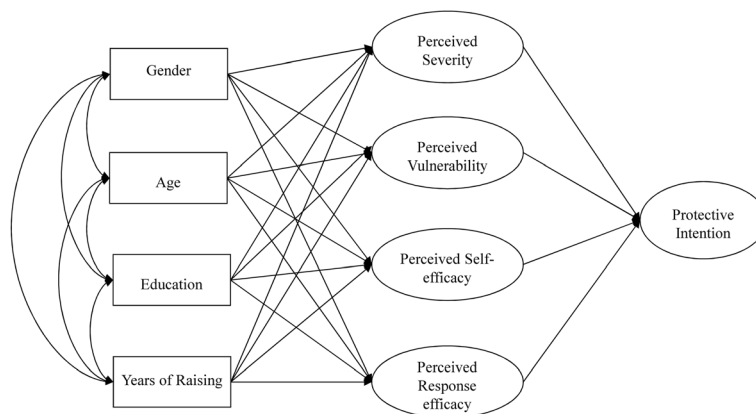 Gender
Age
Education
Years of Raising
Perceived
Severity
Perceived
Vulnerability
Perceived Self-
efficacy
Perceived
Response
efficacy
Protective
Intention